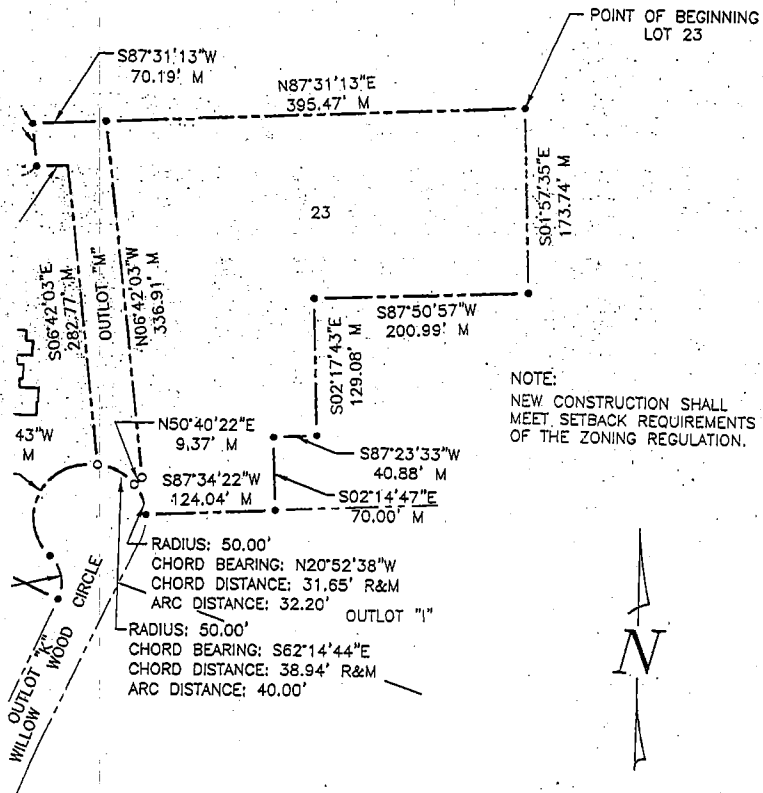 POINT OF BEGINNING
LOT 23
S87°31'13"W
70.19' M
N87°31'13"E
395.47' M
S01°57'35"E
173.74' M
23
S06°42'03"E
282.77' M
OUTLOT "M"
N06°42'03"W
336.91' M
S87°50'57"W
200.99' M
S02°17'43"E
129.08' M
NOTE:
NEW CONSTRUCTION SHALL
MEET SETBACK REQUIREMENTS
OF THE ZONING REGULATION.
43"W
M
N50°40'22"E
9.37' M
S87°23'33"W
40.88' M
S87°34'22"W
124.04' M
S02°14'47"E
70.00' M
RADIUS: 50.00'
CHORD BEARING: N20°52'38"W
CHORD DISTANCE: 31.65' R&M
ARC DISTANCE: 32.20'
OUTLOT "I"
RADIUS: 50.00'
CHORD BEARING: S62°14'44"E
CHORD DISTANCE: 38.94' R&M
ARC DISTANCE: 40.00'
OUTLOT "K"
WILLOW WOOD CIRCLE
N